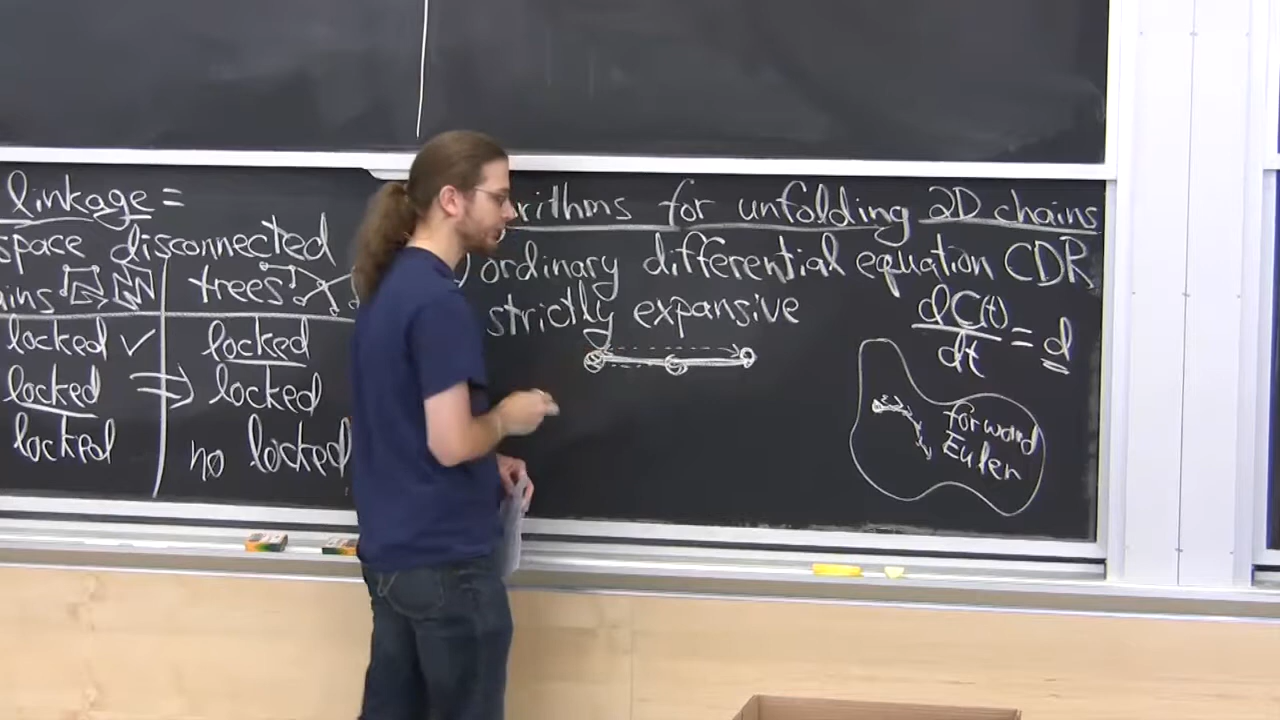 linkage =
space disconnected
trees
locked ✓ locked
locked ⇒ locked
locked no locked
rithms for unfolding 2D chains
ordinary differential equation CDR
strictly expansive
dC(t)/dt = d
Forward
Euler